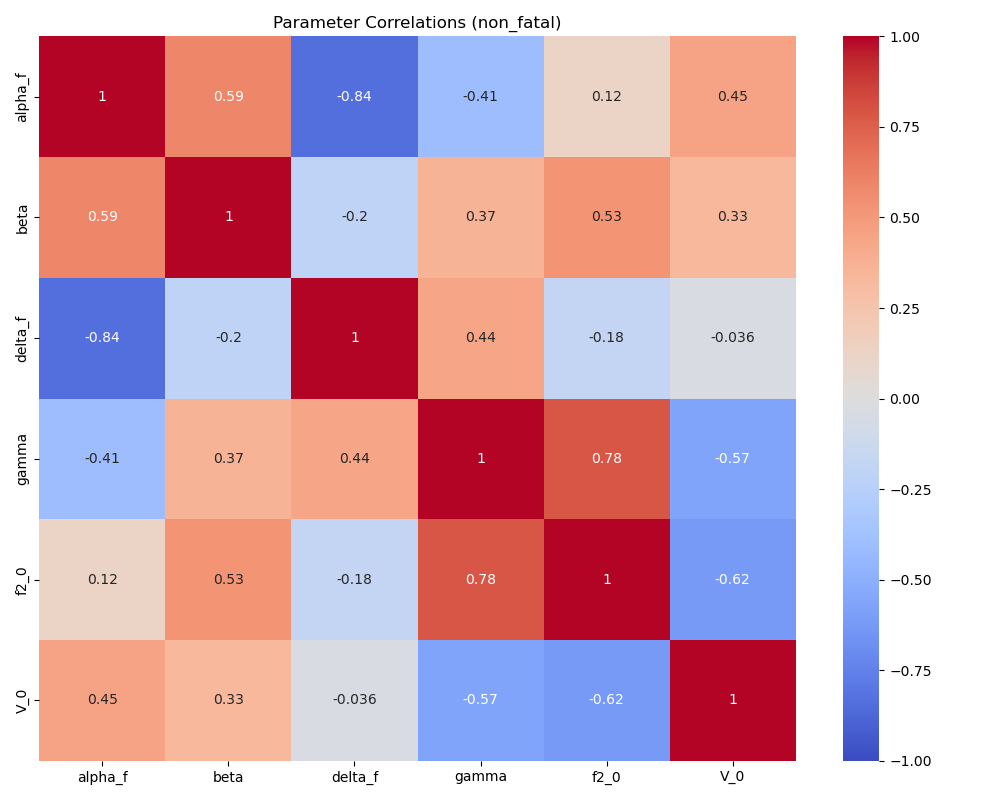 Parameter Correlations (non_fatal)
alpha_f 1 0.59 -0.84 -0.41 0.12 0.45
beta 0.59 1 -0.2 0.37 0.53 0.33
delta_f -0.84 -0.2 1 0.44 -0.18 -0.036
gamma -0.41 0.37 0.44 1 0.78 -0.57
f2_0 0.12 0.53 -0.18 0.78 1 -0.62
V_0 0.45 0.33 -0.036 -0.57 -0.62 1
alpha_f beta delta_f gamma f2_0 V_0
1.00
0.75
0.50
0.25
0.00
−0.25
−0.50
−0.75
−1.00